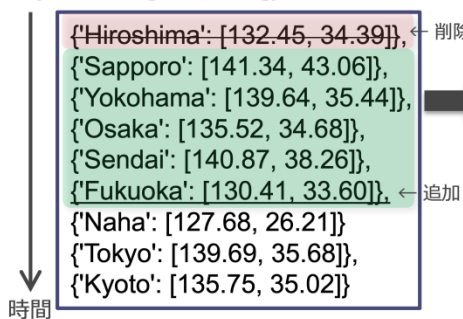 {'Hiroshima': [132.45, 34.39]}, ← 削除
{'Sapporo': [141.34, 43.06]},
{'Yokohama': [139.64, 35.44]},
{'Osaka': [135.52, 34.68]},
{'Sendai': [140.87, 38.26]},
{'Fukuoka': [130.41, 33.60]}, ← 追加
{'Naha': [127.68, 26.21]}
{'Tokyo': [139.69, 35.68]},
{'Kyoto': [135.75, 35.02]}
時間